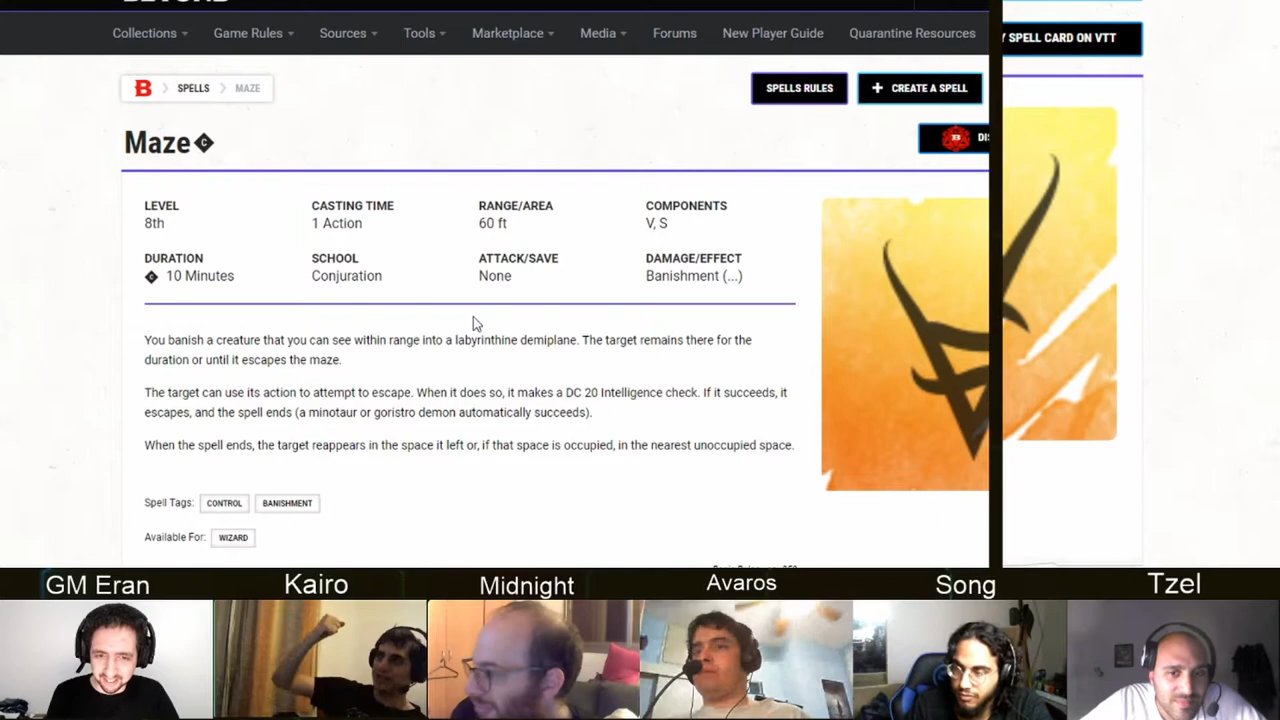 BEYOND
Collections Game Rules Sources Tools Marketplace Media Forums New Player Guide Quarantine Resources
Y SPELL CARD ON VTT
B SPELLS MAZE
SPELLS RULES
+ CREATE A SPELL
Maze C
B DI
LEVEL CASTING TIME RANGE/AREA COMPONENTS
8th 1 Action 60 ft V, S
DURATION SCHOOL ATTACK/SAVE DAMAGE/EFFECT
C 10 Minutes Conjuration None Banishment (...)
You banish a creature that you can see within range into a labyrinthine demiplane. The target remains there for the
duration or until it escapes the maze.
The target can use its action to attempt to escape. When it does so, it makes a DC 20 Intelligence check. If it succeeds, it
escapes, and the spell ends (a minotaur or goristro demon automatically succeeds).
When the spell ends, the target reappears in the space it left or, if that space is occupied, in the nearest unoccupied space.
Spell Tags: CONTROL BANISHMENT
Available For: WIZARD
GM Eran Kairo Midnight Avaros Song Tzel